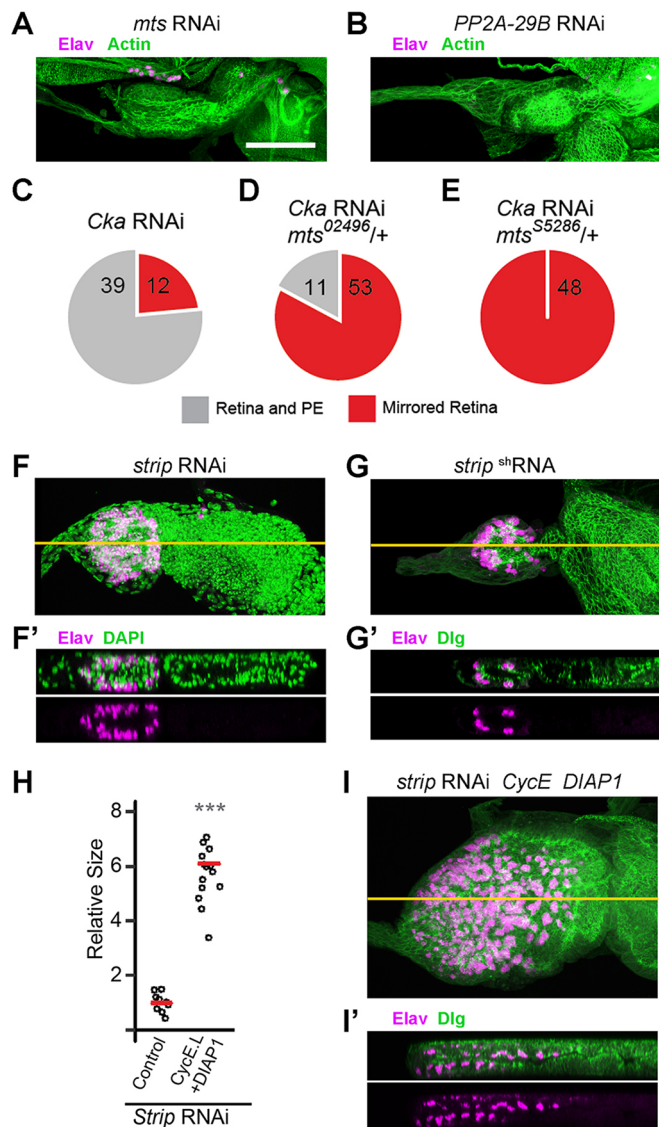 A
mts RNAi
Elav Actin
B
PP2A-29B RNAi
Elav Actin
C
Cka RNAi
39
12
D
Cka RNAi
mts02496/+
11
53
E
Cka RNAi
mtsS5286/+
48
Retina and PE
Mirrored Retina
F
strip RNAi
G
strip shRNA
F'
Elav DAPI
G'
Elav Dlg
H
Relative Size
8
6
4
2
***
Control
CycE.L
+DIAP1
Strip RNAi
I
strip RNAi CycE DIAP1
I'
Elav Dlg